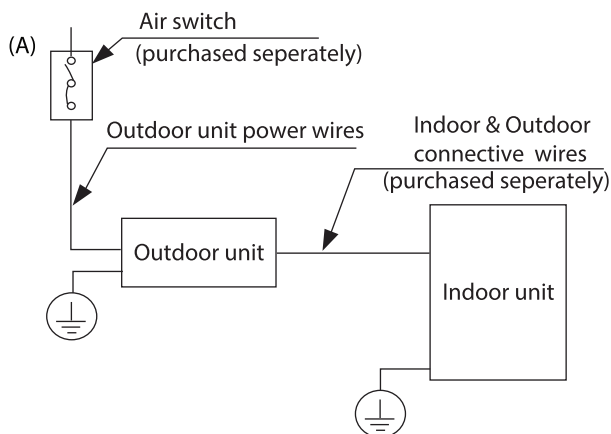 (A)
Air switch
(purchased seperately)
Outdoor unit power wires
Indoor & Outdoor
connective wires
(purchased seperately)
Outdoor unit
Indoor unit